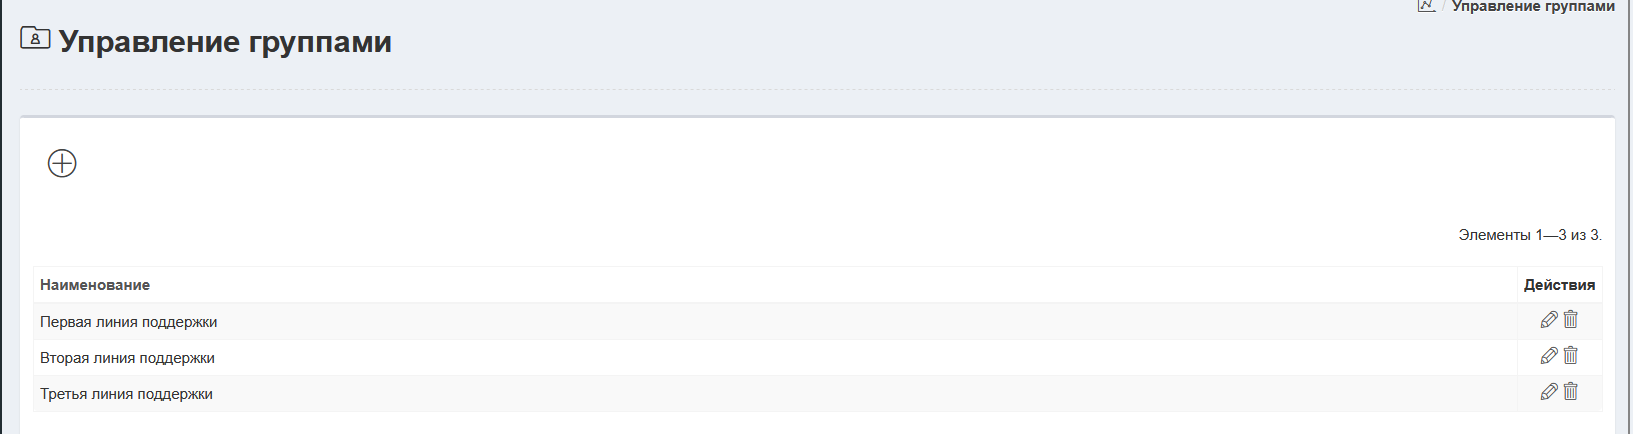 / Управление группами
Управление группами
Элементы 1—3 из 3.
Наименование Действия
Первая линия поддержки
Вторая линия поддержки
Третья линия поддержки